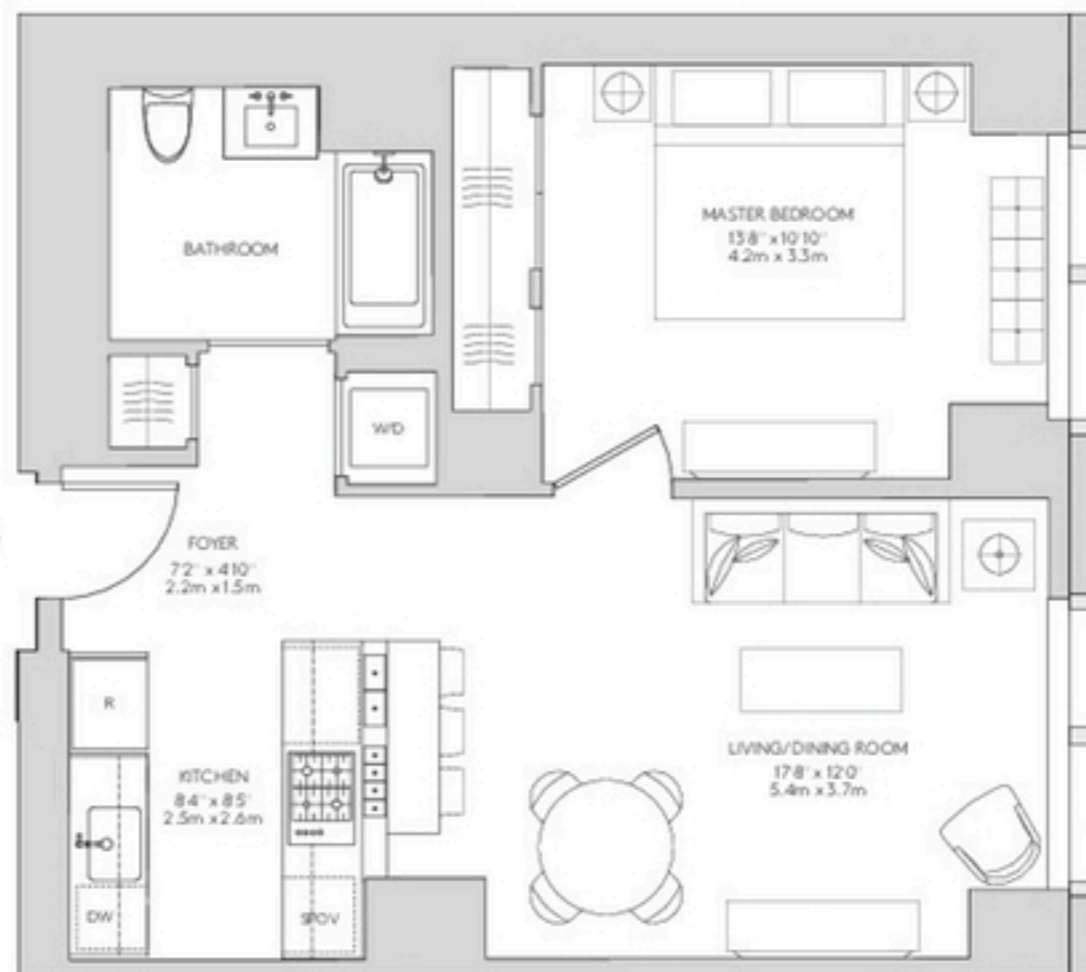 BATHROOM
MASTER BEDROOM
13'8" x 10'10"
4.2m x 3.3m
W/D
FOYER
7'2" x 4'10"
2.2m x 1.5m
R
KITCHEN
8'4" x 8'5"
2.5m x 2.6m
DW
SPOV
LIVING/DINING ROOM
17'8" x 12'0"
5.4m x 3.7m